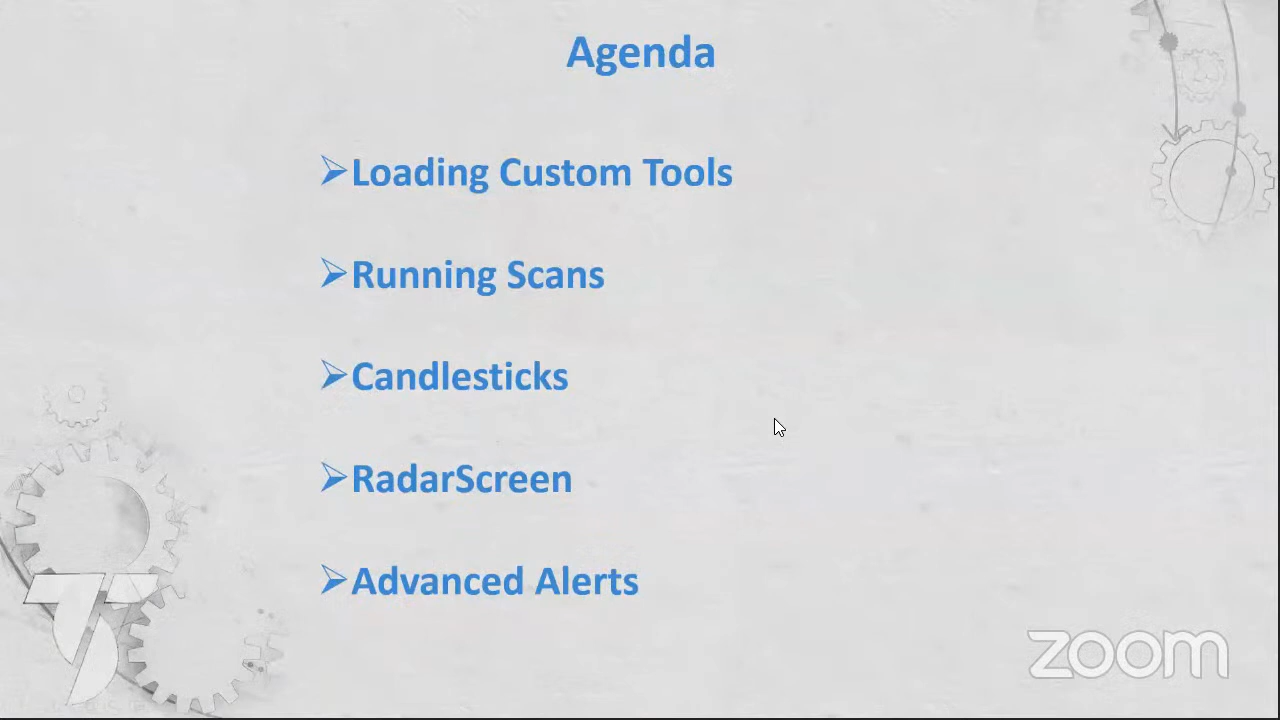 Agenda
➢Loading Custom Tools
➢Running Scans
➢Candlesticks
➢RadarScreen
➢Advanced Alerts
zoom